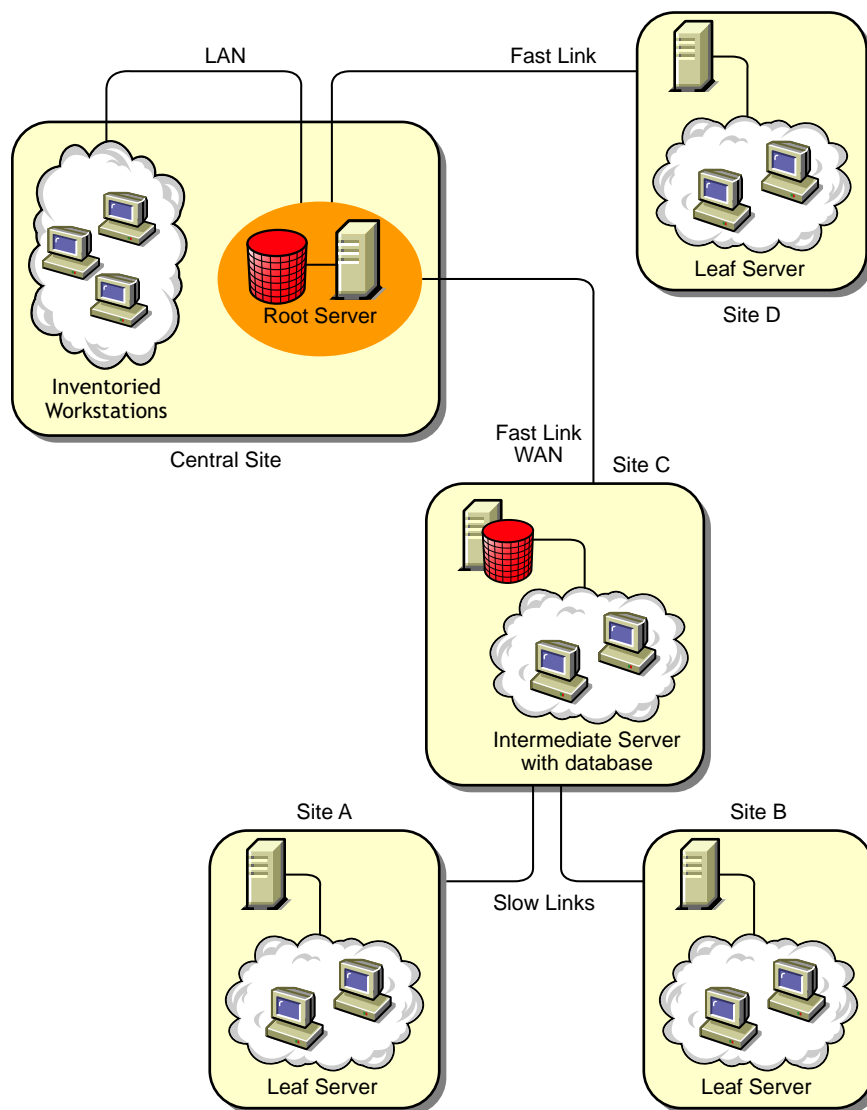 LAN
Fast Link
Leaf Server
Site D
Root Server
Inventoried
Workstations
Central Site
Fast Link
WAN
Site C
Intermediate Server
with database
Site A
Site B
Slow Links
Leaf Server
Leaf Server